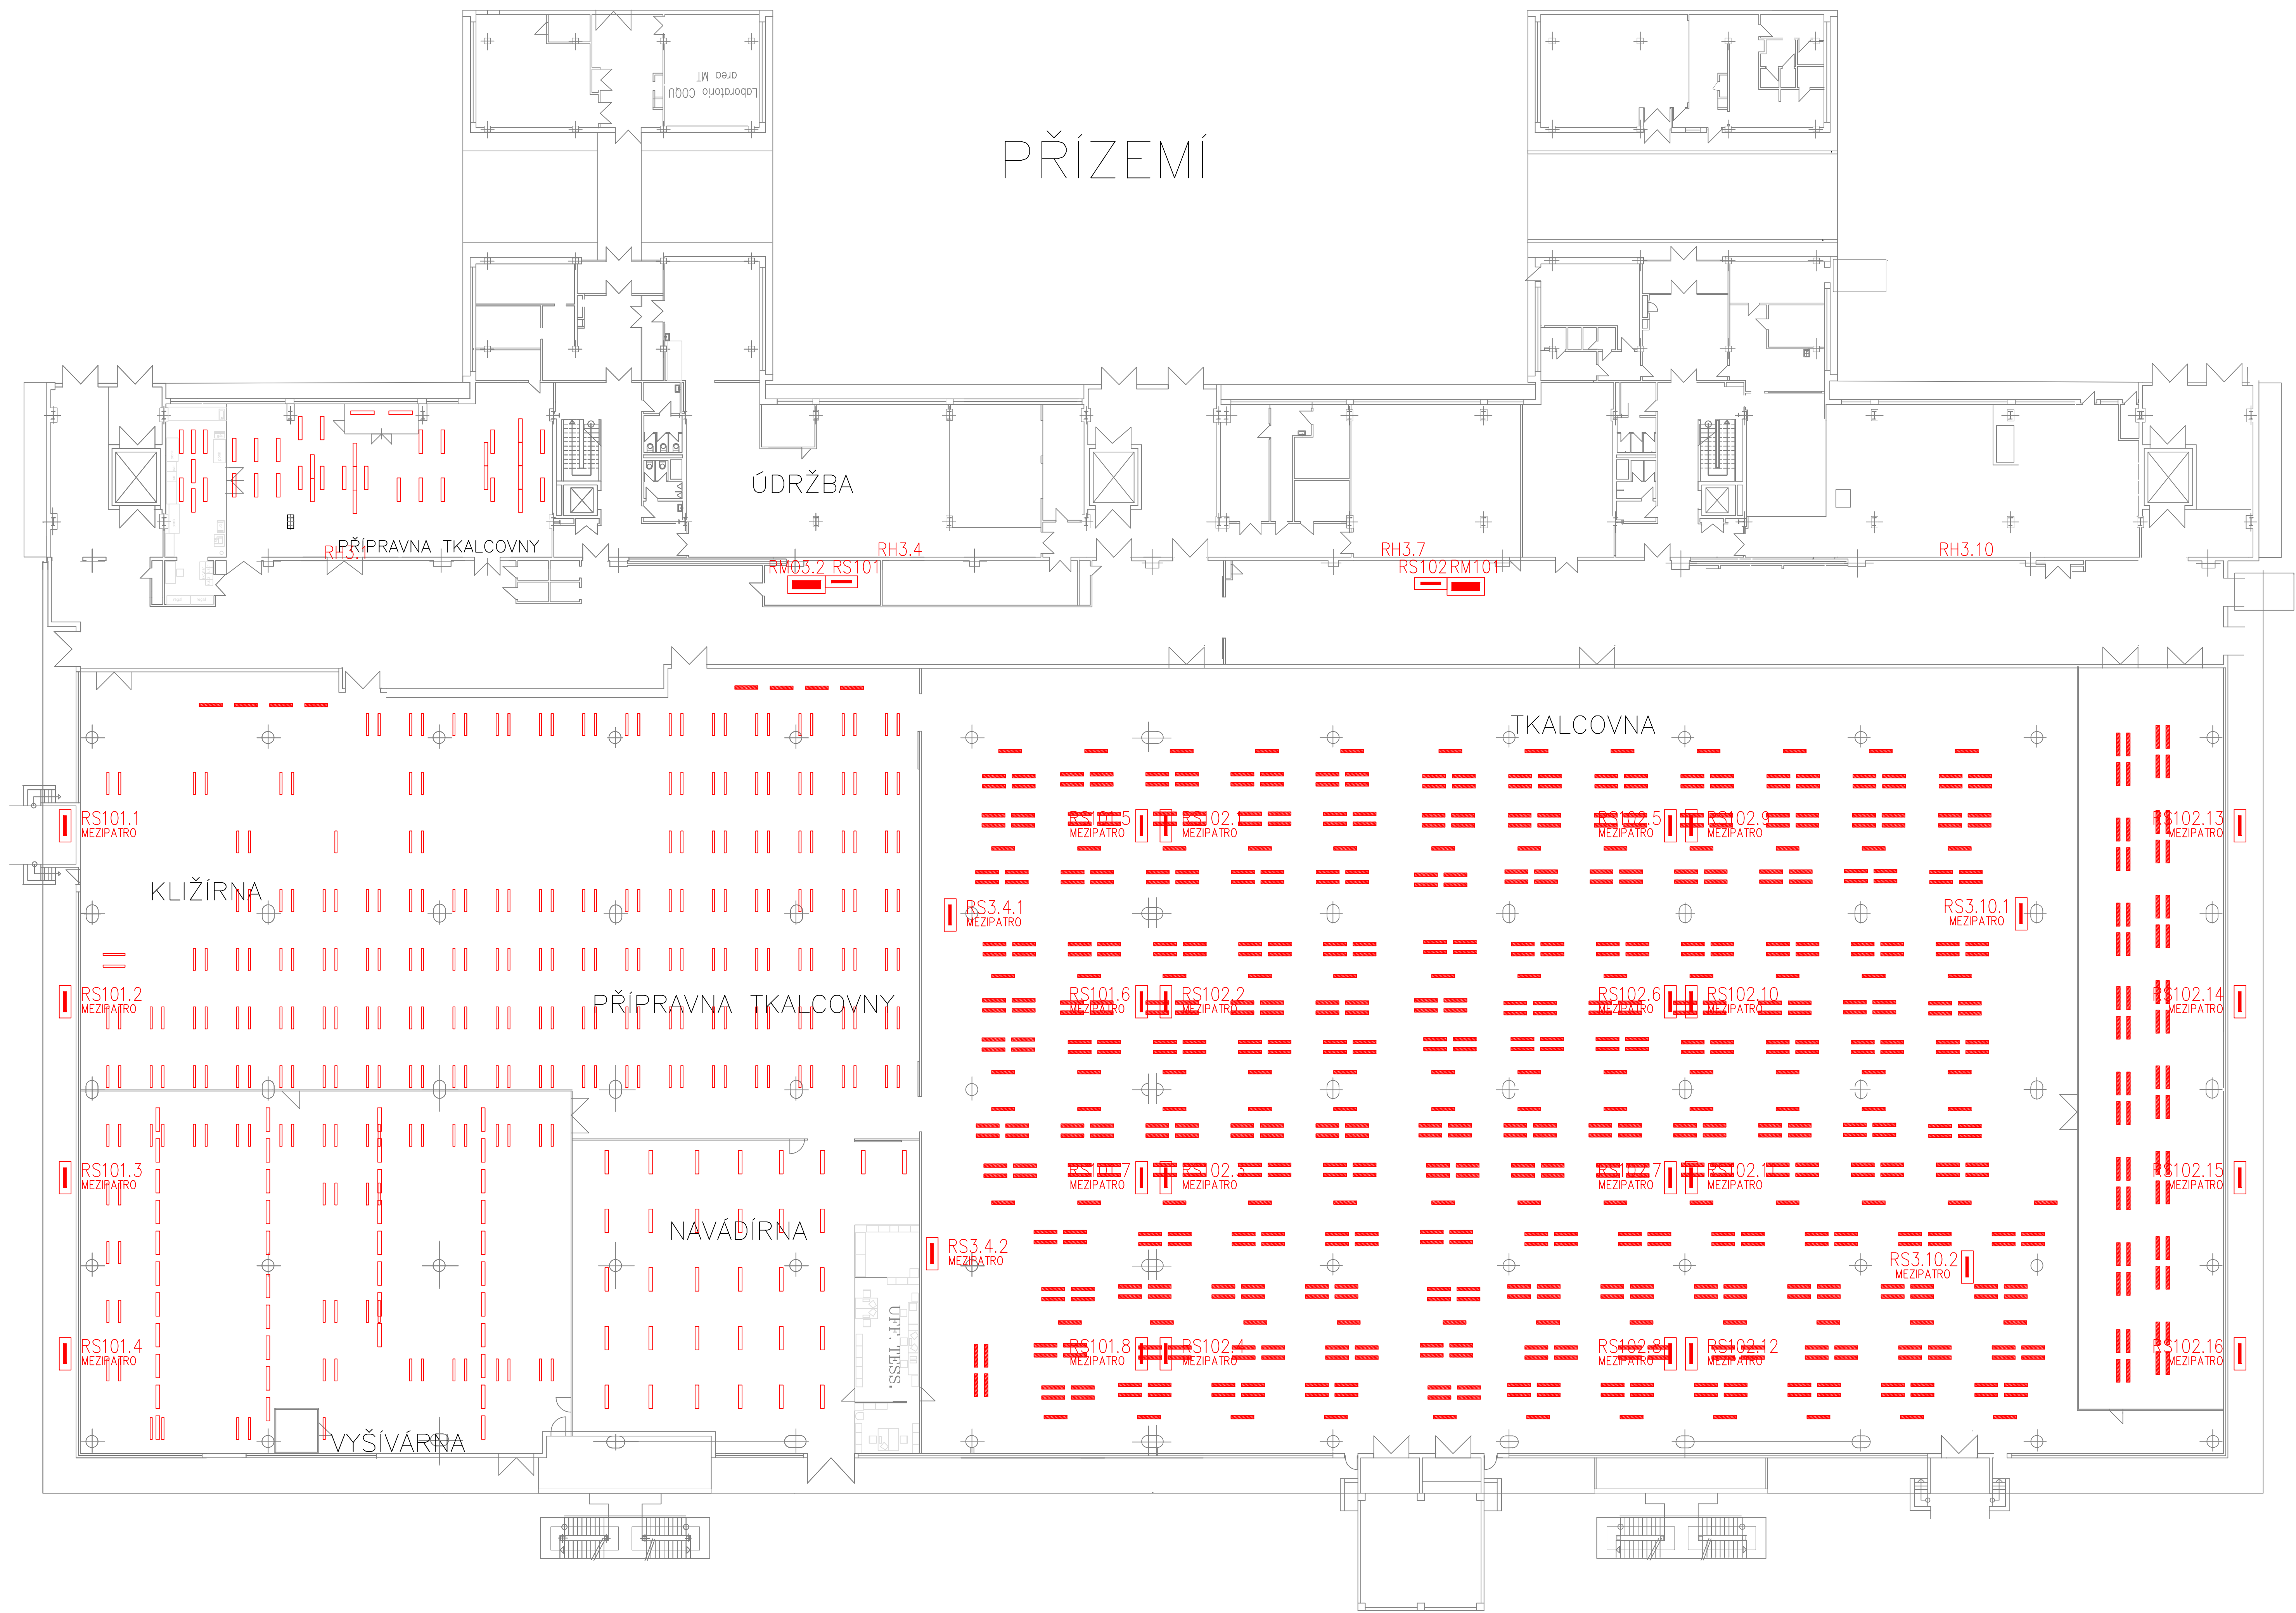 Laboratorio COQU
area MT
PŘÍZEMÍ
ÚDRŽBA
PŘÍPRAVNA TKALCOVNY
RH3.1
RH3.4
RH3.7
RH3.10
RM03.2 RS101
RS102 RM101
TKALCOVNA
RS101.1
MEZIPATRO
RS101.5
MEZIPATRO
RS102.1
MEZIPATRO
RS102.5
MEZIPATRO
RS102.9
MEZIPATRO
RS102.13
MEZIPATRO
KLIŽÍRNA
RS3.4.1
MEZIPATRO
RS3.10.1
MEZIPATRO
RS101.2
MEZIPATRO
PŘÍPRAVNA TKALCOVNY
RS101.6
MEZIPATRO
RS102.2
MEZIPATRO
RS102.6
MEZIPATRO
RS102.10
MEZIPATRO
RS102.14
MEZIPATRO
RS101.3
MEZIPATRO
RS101.7
MEZIPATRO
RS102.3
MEZIPATRO
RS102.7
MEZIPATRO
RS102.11
MEZIPATRO
RS102.15
MEZIPATRO
NAVÁDÍRNA
RS3.4.2
MEZIPATRO
RS3.10.2
MEZIPATRO
UFF. TESS.
RS101.4
MEZIPATRO
RS101.8
MEZIPATRO
RS102.4
MEZIPATRO
RS102.8
MEZIPATRO
RS102.12
MEZIPATRO
RS102.16
MEZIPATRO
VYŠÍVÁRNA